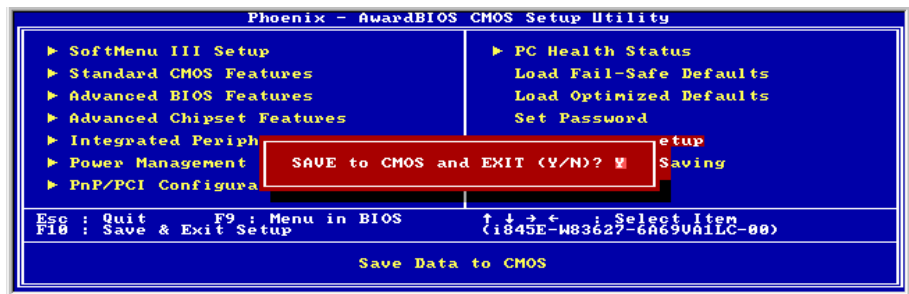 Phoenix - AwardBIOS CMOS Setup Utility
► SoftMenu III Setup
► Standard CMOS Features
► Advanced BIOS Features
► Advanced Chipset Features
► Integrated Periph
► Power Management
► PnP/PCI Configura
► PC Health Status
Load Fail-Safe Defaults
Load Optimized Defaults
Set Password
etup
Saving
SAVE to CMOS and EXIT (Y/N)? Y
Esc : Quit F9 : Menu in BIOS ↑ ↓ → ← : Select Item
F10 : Save & Exit Setup (i845E-W83627-6A69VA1LC-00)
Save Data to CMOS